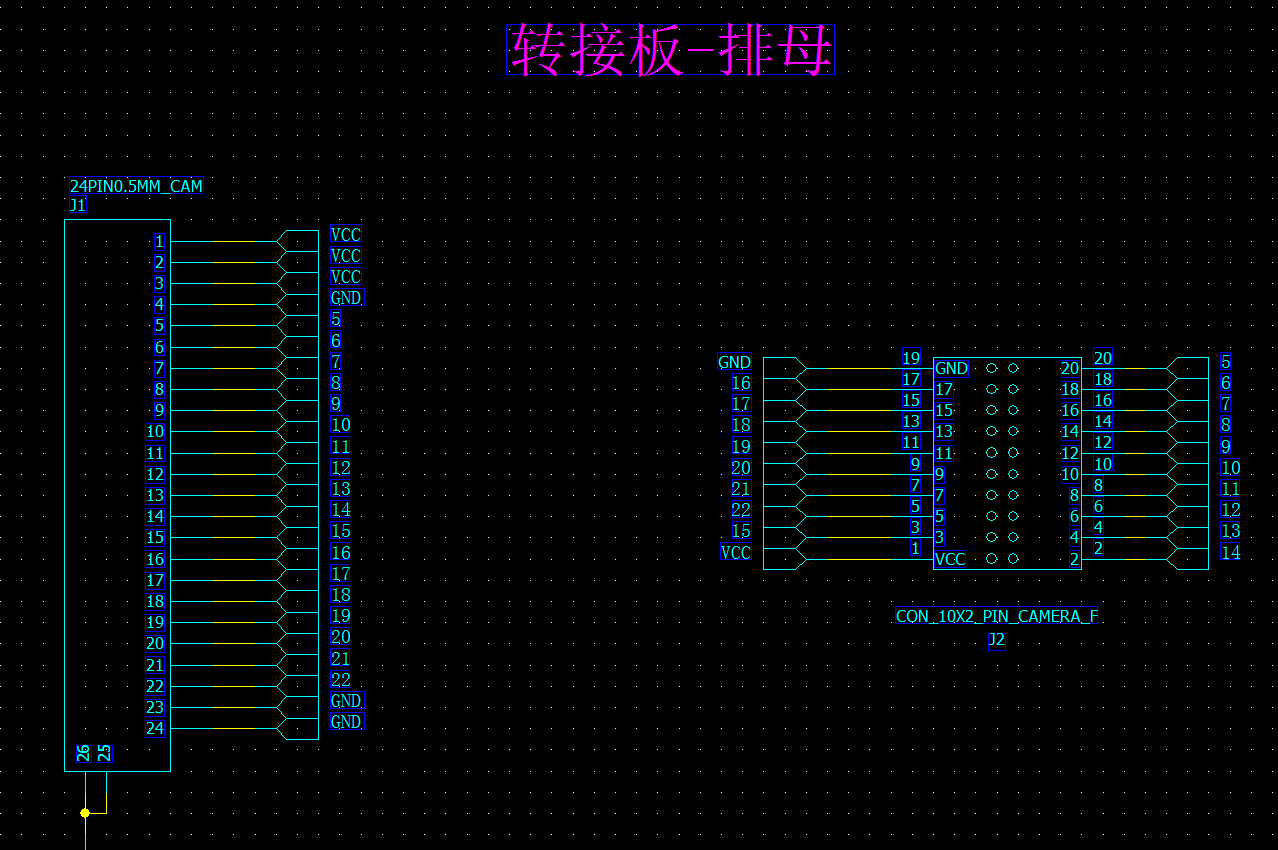 转接板-排母
24PIN0.5MM_CAM
J1
1 VCC
2 VCC
3 VCC
4 GND
5 5
6 6
7 7
8 8
9 9
10 10
11 11
12 12
13 13
14 14
15 15
16 16
17 17
18 18
19 19
20 20
21 21
22 22
23 GND
24 GND
26 25
GND 19 GND 20 20 5
16 17 17 18 18 6
17 15 15 16 16 7
18 13 13 14 14 8
19 11 11 12 12 9
20 9 9 10 10 10
21 7 7 8 8 11
22 5 5 6 6 12
15 3 3 4 4 13
VCC 1 VCC 2 2 14
CON_10X2_PIN_CAMERA_F
J2